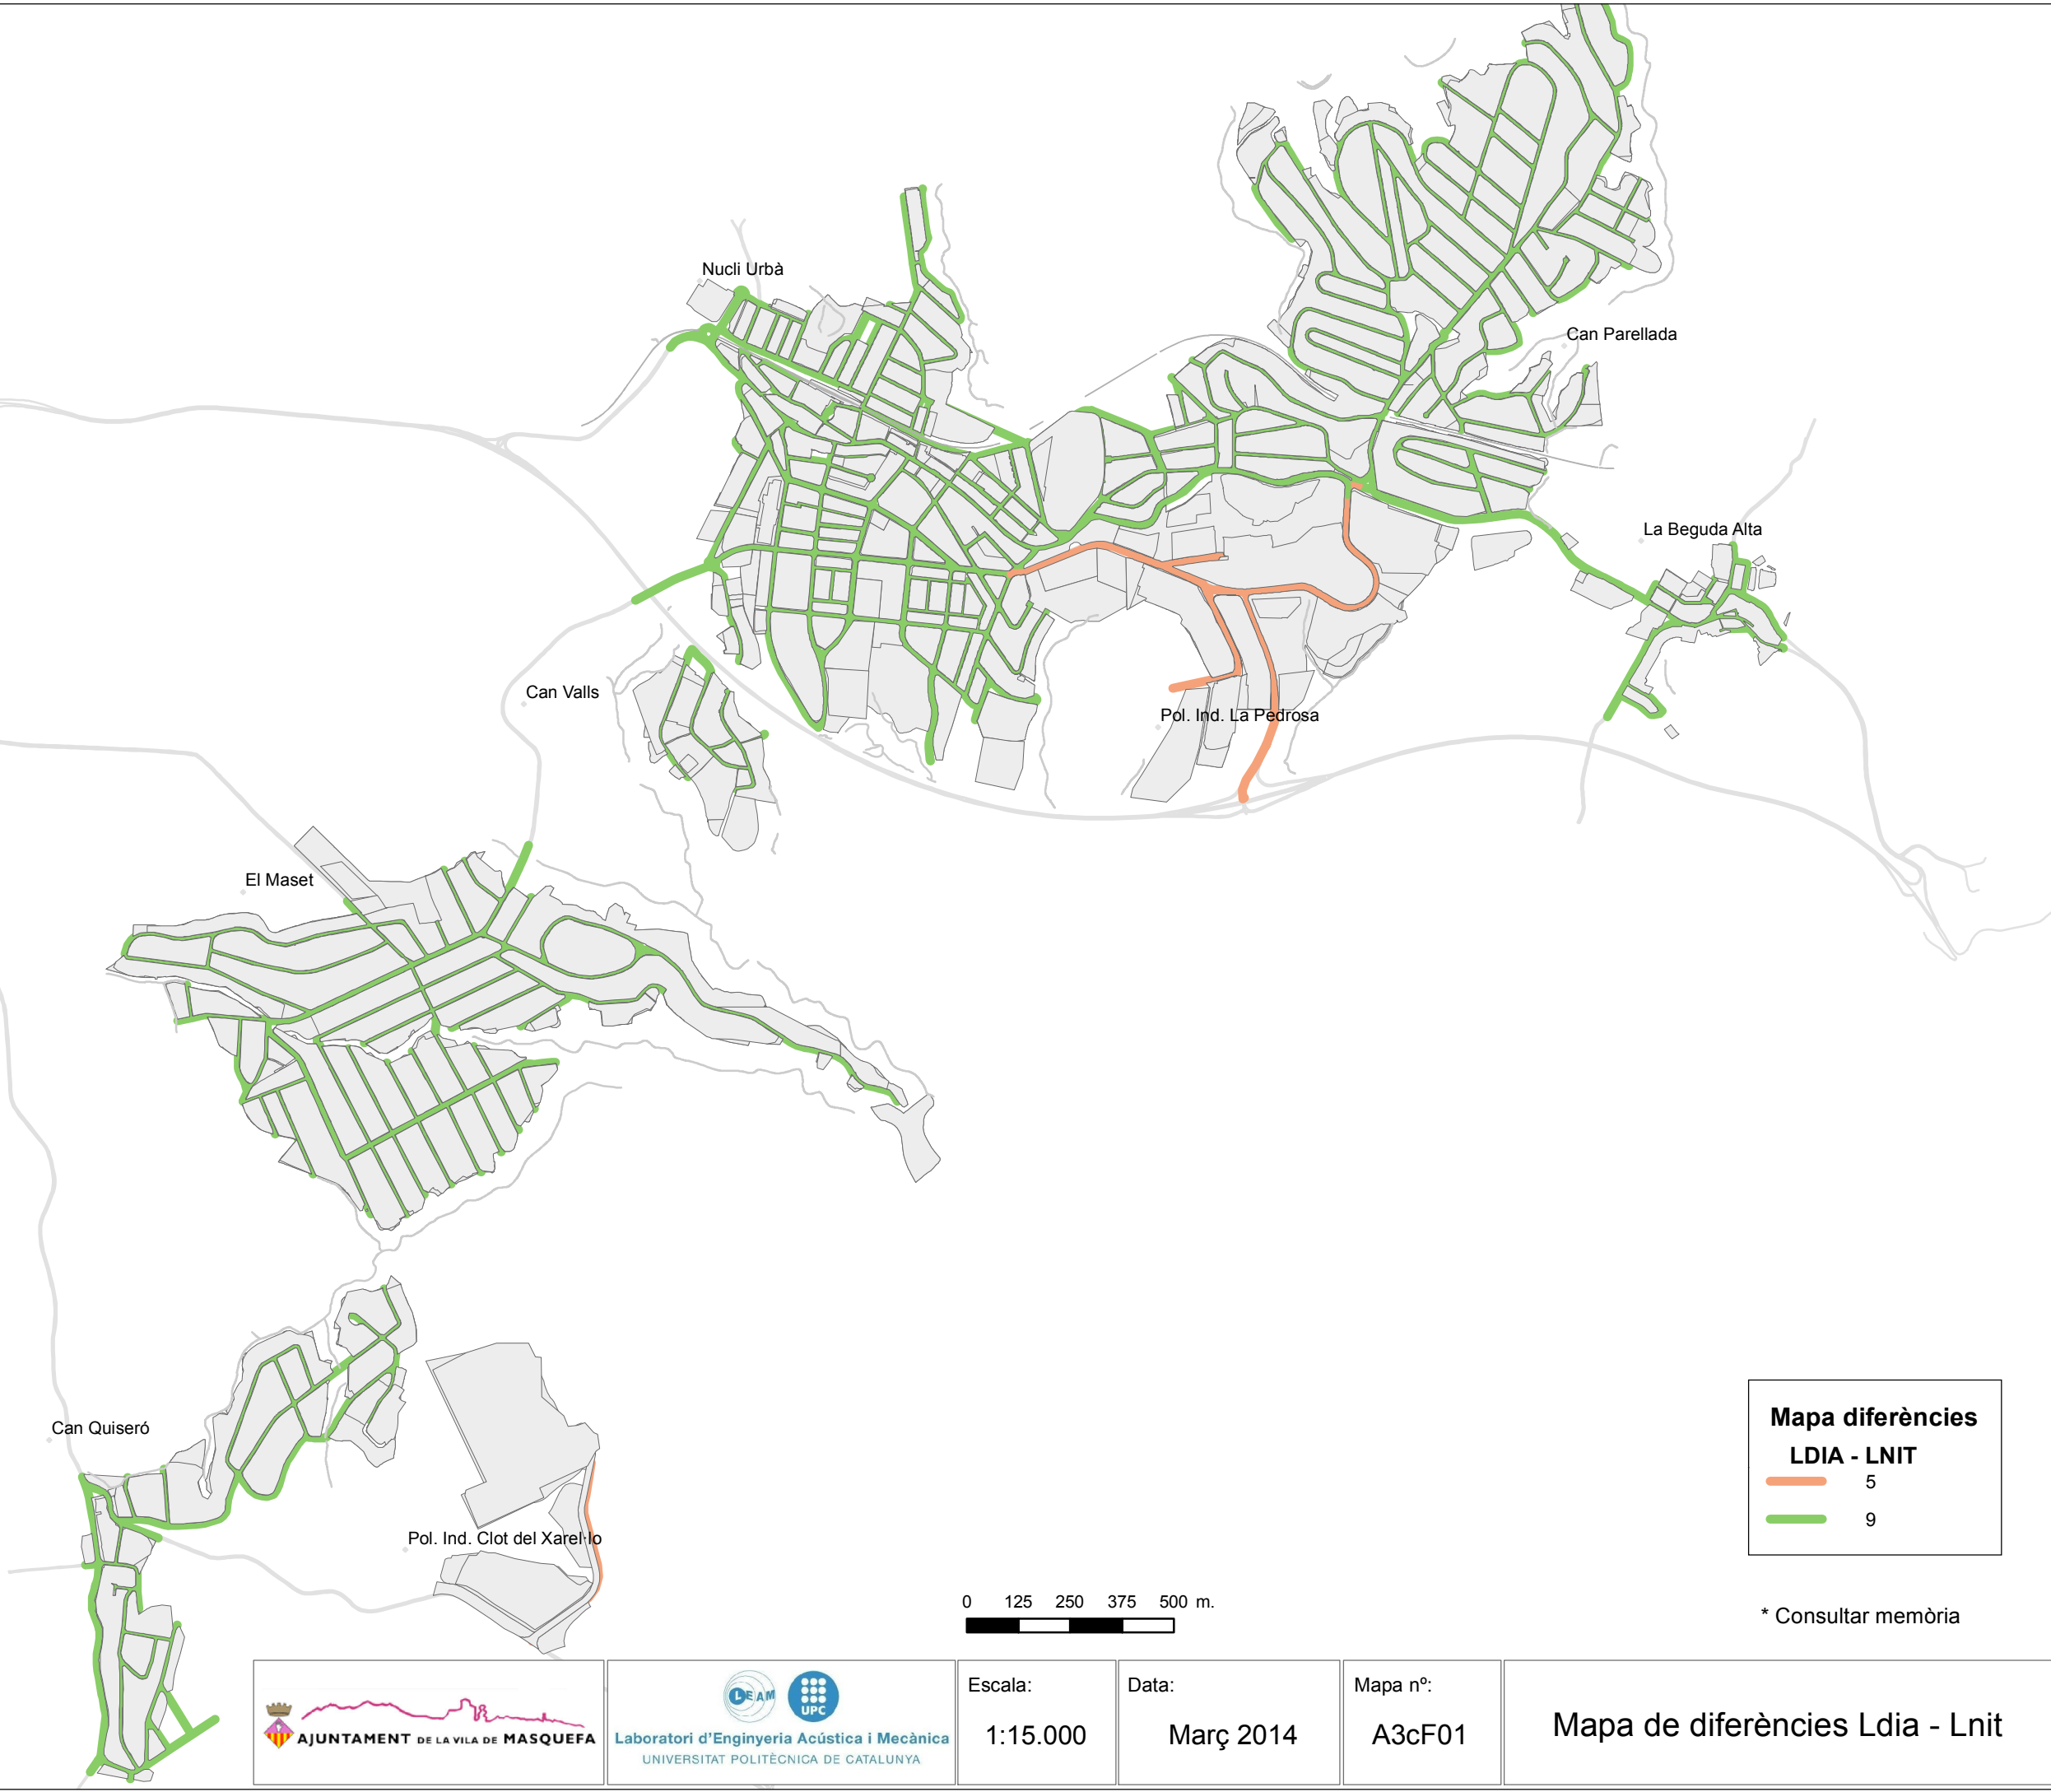 Nucli Urbà
Can Parellada
La Beguda Alta
Can Valls
Pol. Ind. La Pedrosa
El Maset
Can Quiseró
Pol. Ind. Clot del Xarel·lo
Mapa diferències
LDIA - LNIT
5
9
0 125 250 375 500 m.
* Consultar memòria
AJUNTAMENT DE LA VILA DE MASQUEFA
LEAM
UPC
Laboratori d'Enginyeria Acústica i Mecànica
UNIVERSITAT POLITÈCNICA DE CATALUNYA
Escala:
1:15.000
Data:
Març 2014
Mapa nº:
A3cF01
Mapa de diferències Ldia - Lnit